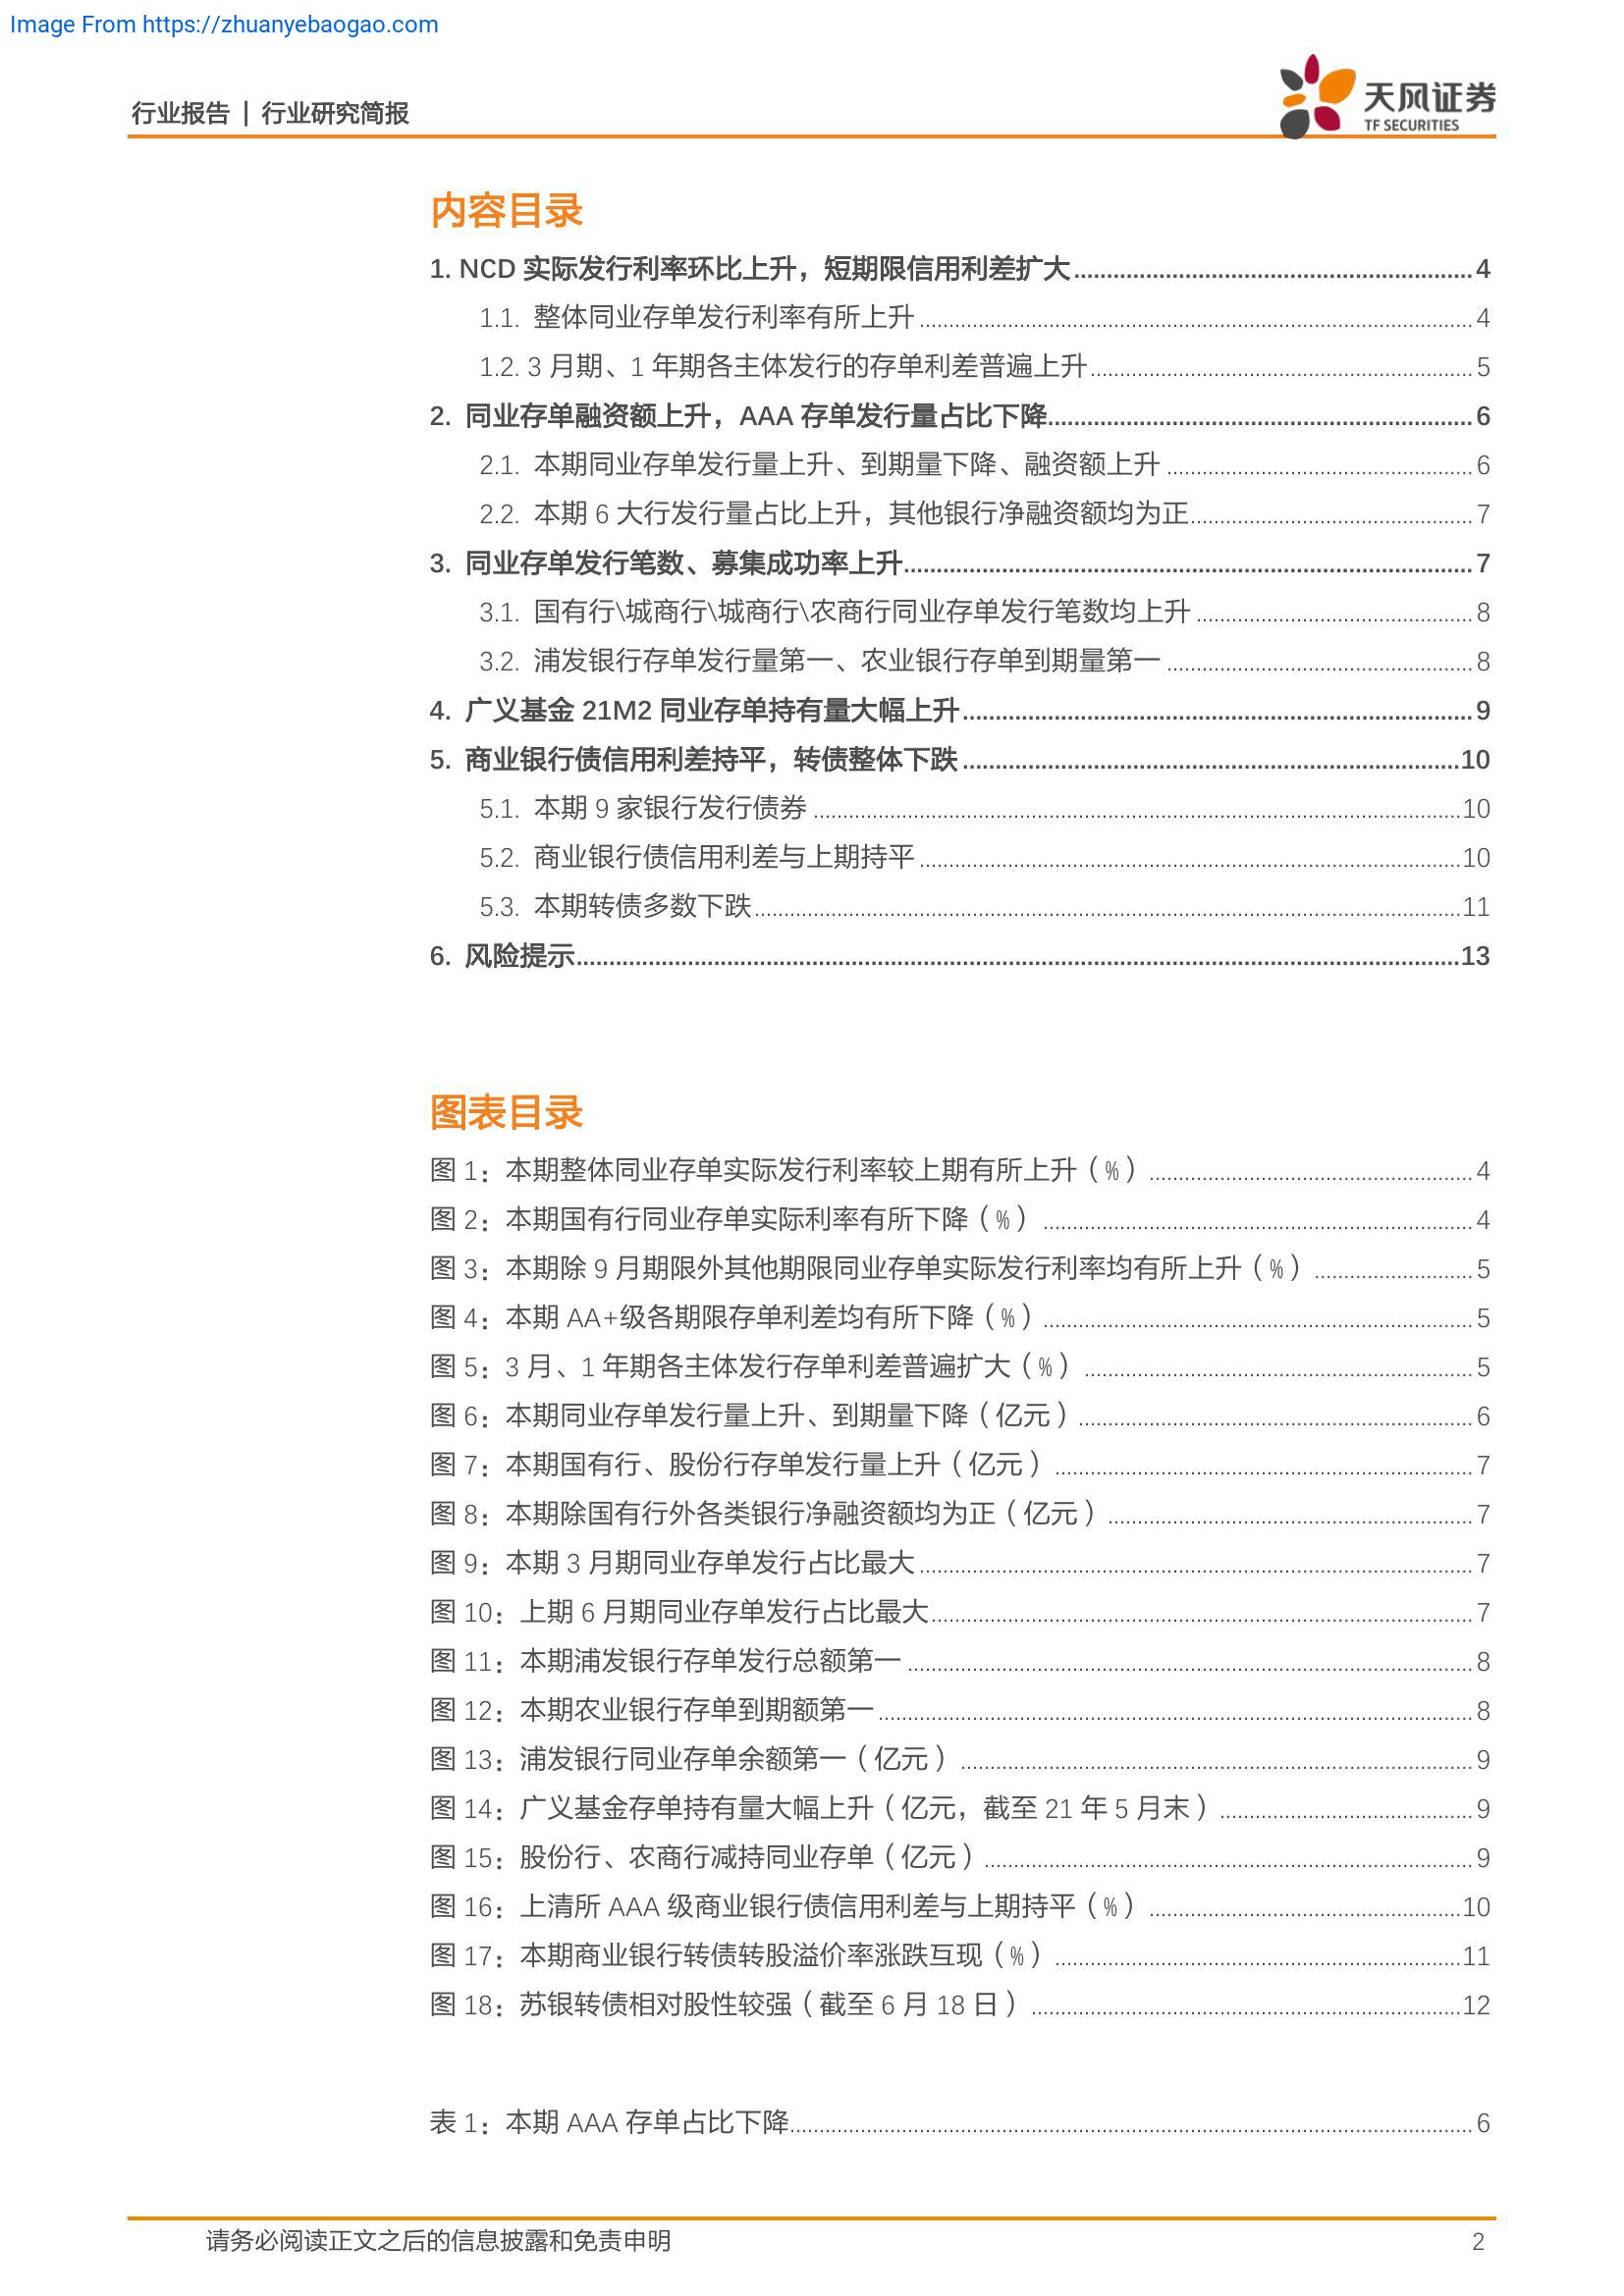 Image From https://zhuanyebaogao.com
行业报告 | 行业研究简报
天风证券
TF SECURITIES
内容目录
1. NCD 实际发行利率环比上升，短期限信用利差扩大 4
1.1. 整体同业存单发行利率有所上升 4
1.2. 3 月期、1 年期各主体发行的存单利差普遍上升 5
2. 同业存单融资额上升，AAA 存单发行量占比下降 6
2.1. 本期同业存单发行量上升、到期量下降、融资额上升 6
2.2. 本期 6 大行发行量占比上升，其他银行净融资额均为正 7
3. 同业存单发行笔数、募集成功率上升 7
3.1. 国有行\城商行\城商行\农商行同业存单发行笔数均上升 8
3.2. 浦发银行存单发行量第一、农业银行存单到期量第一 8
4. 广义基金 21M2 同业存单持有量大幅上升 9
5. 商业银行债信用利差持平，转债整体下跌 10
5.1. 本期 9 家银行发行债券 10
5.2. 商业银行债信用利差与上期持平 10
5.3. 本期转债多数下跌 11
6. 风险提示 13
图表目录
图 1：本期整体同业存单实际发行利率较上期有所上升（%） 4
图 2：本期国有行同业存单实际利率有所下降（%） 4
图 3：本期除 9 月期限外其他期限同业存单实际发行利率均有所上升（%） 5
图 4：本期 AA+级各期限存单利差均有所下降（%） 5
图 5：3 月、1 年期各主体发行存单利差普遍扩大（%） 5
图 6：本期同业存单发行量上升、到期量下降（亿元） 6
图 7：本期国有行、股份行存单发行量上升（亿元） 7
图 8：本期除国有行外各类银行净融资额均为正（亿元） 7
图 9：本期 3 月期同业存单发行占比最大 7
图 10：上期 6 月期同业存单发行占比最大 7
图 11：本期浦发银行存单发行总额第一 8
图 12：本期农业银行存单到期额第一 8
图 13：浦发银行同业存单余额第一（亿元） 9
图 14：广义基金存单持有量大幅上升（亿元，截至 21 年 5 月末） 9
图 15：股份行、农商行减持同业存单（亿元） 9
图 16：上清所 AAA 级商业银行债信用利差与上期持平（%） 10
图 17：本期商业银行转债转股溢价率涨跌互现（%） 11
图 18：苏银转债相对股性较强（截至 6 月 18 日） 12
表 1：本期 AAA 存单占比下降 6
请务必阅读正文之后的信息披露和免责申明 2